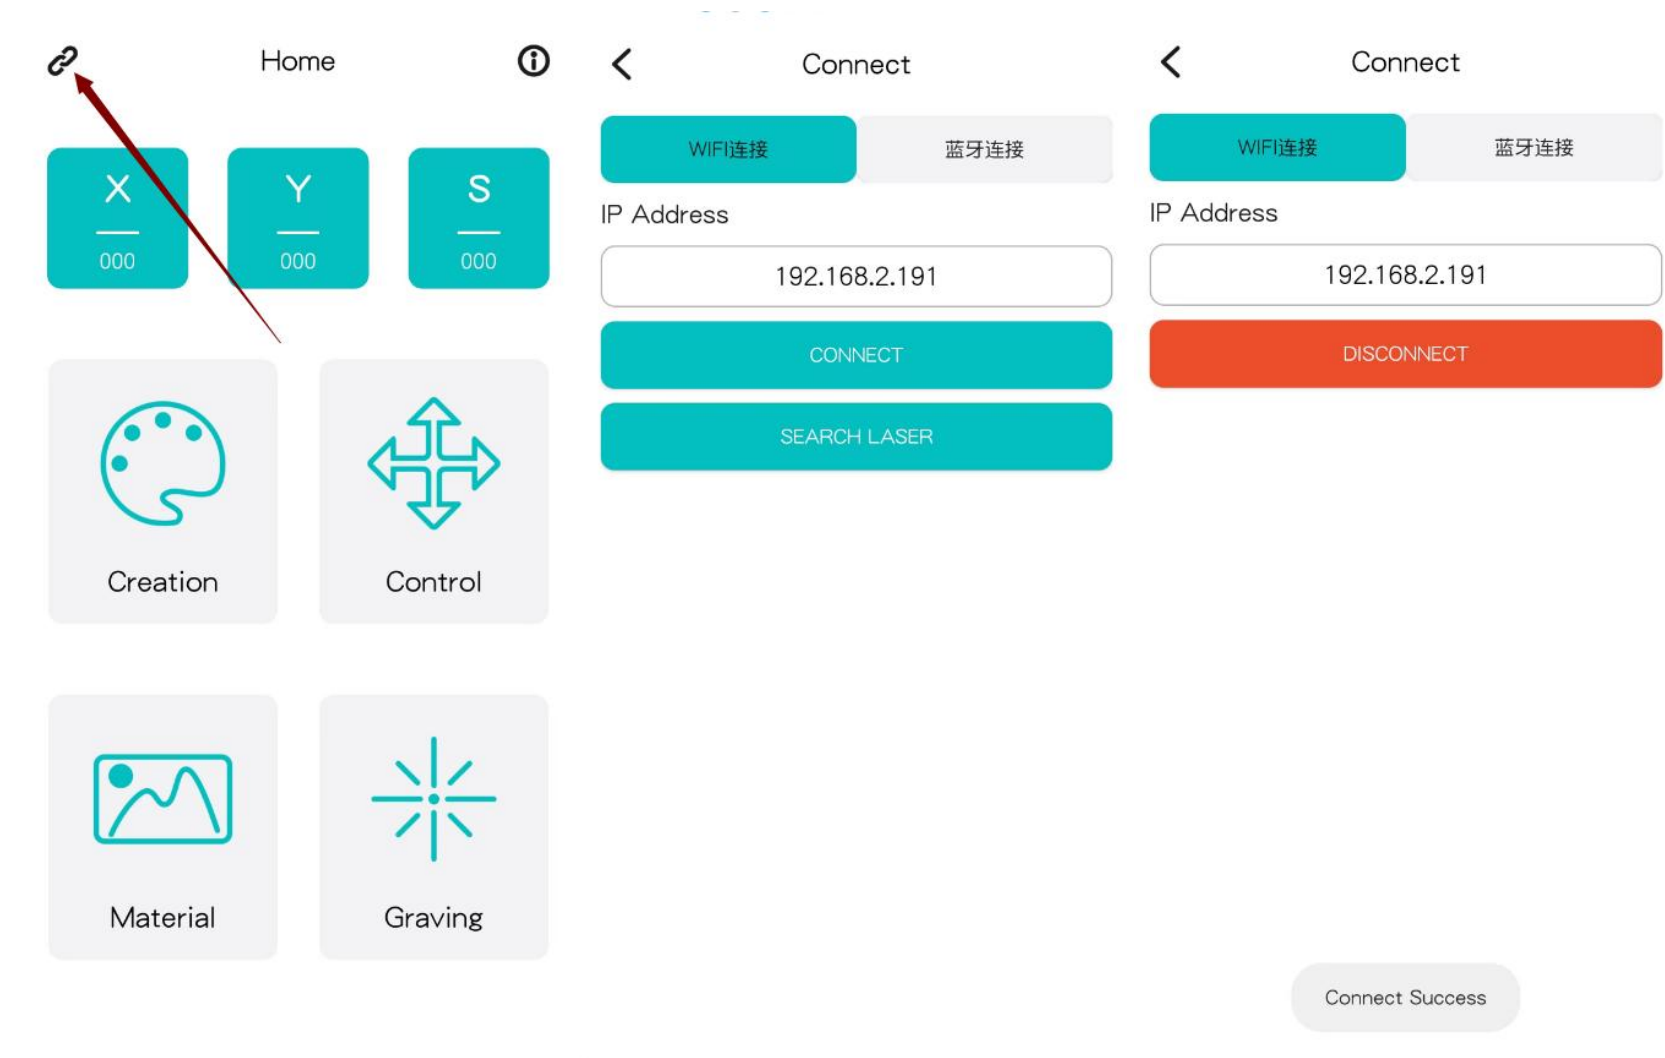 Home
X
Y
S
000
000
000
Creation
Control
Material
Graving
Connect
WIFI连接
蓝牙连接
IP Address
192.168.2.191
CONNECT
SEARCH LASER
Connect
WIFI连接
蓝牙连接
IP Address
192.168.2.191
DISCONNECT
Connect Success